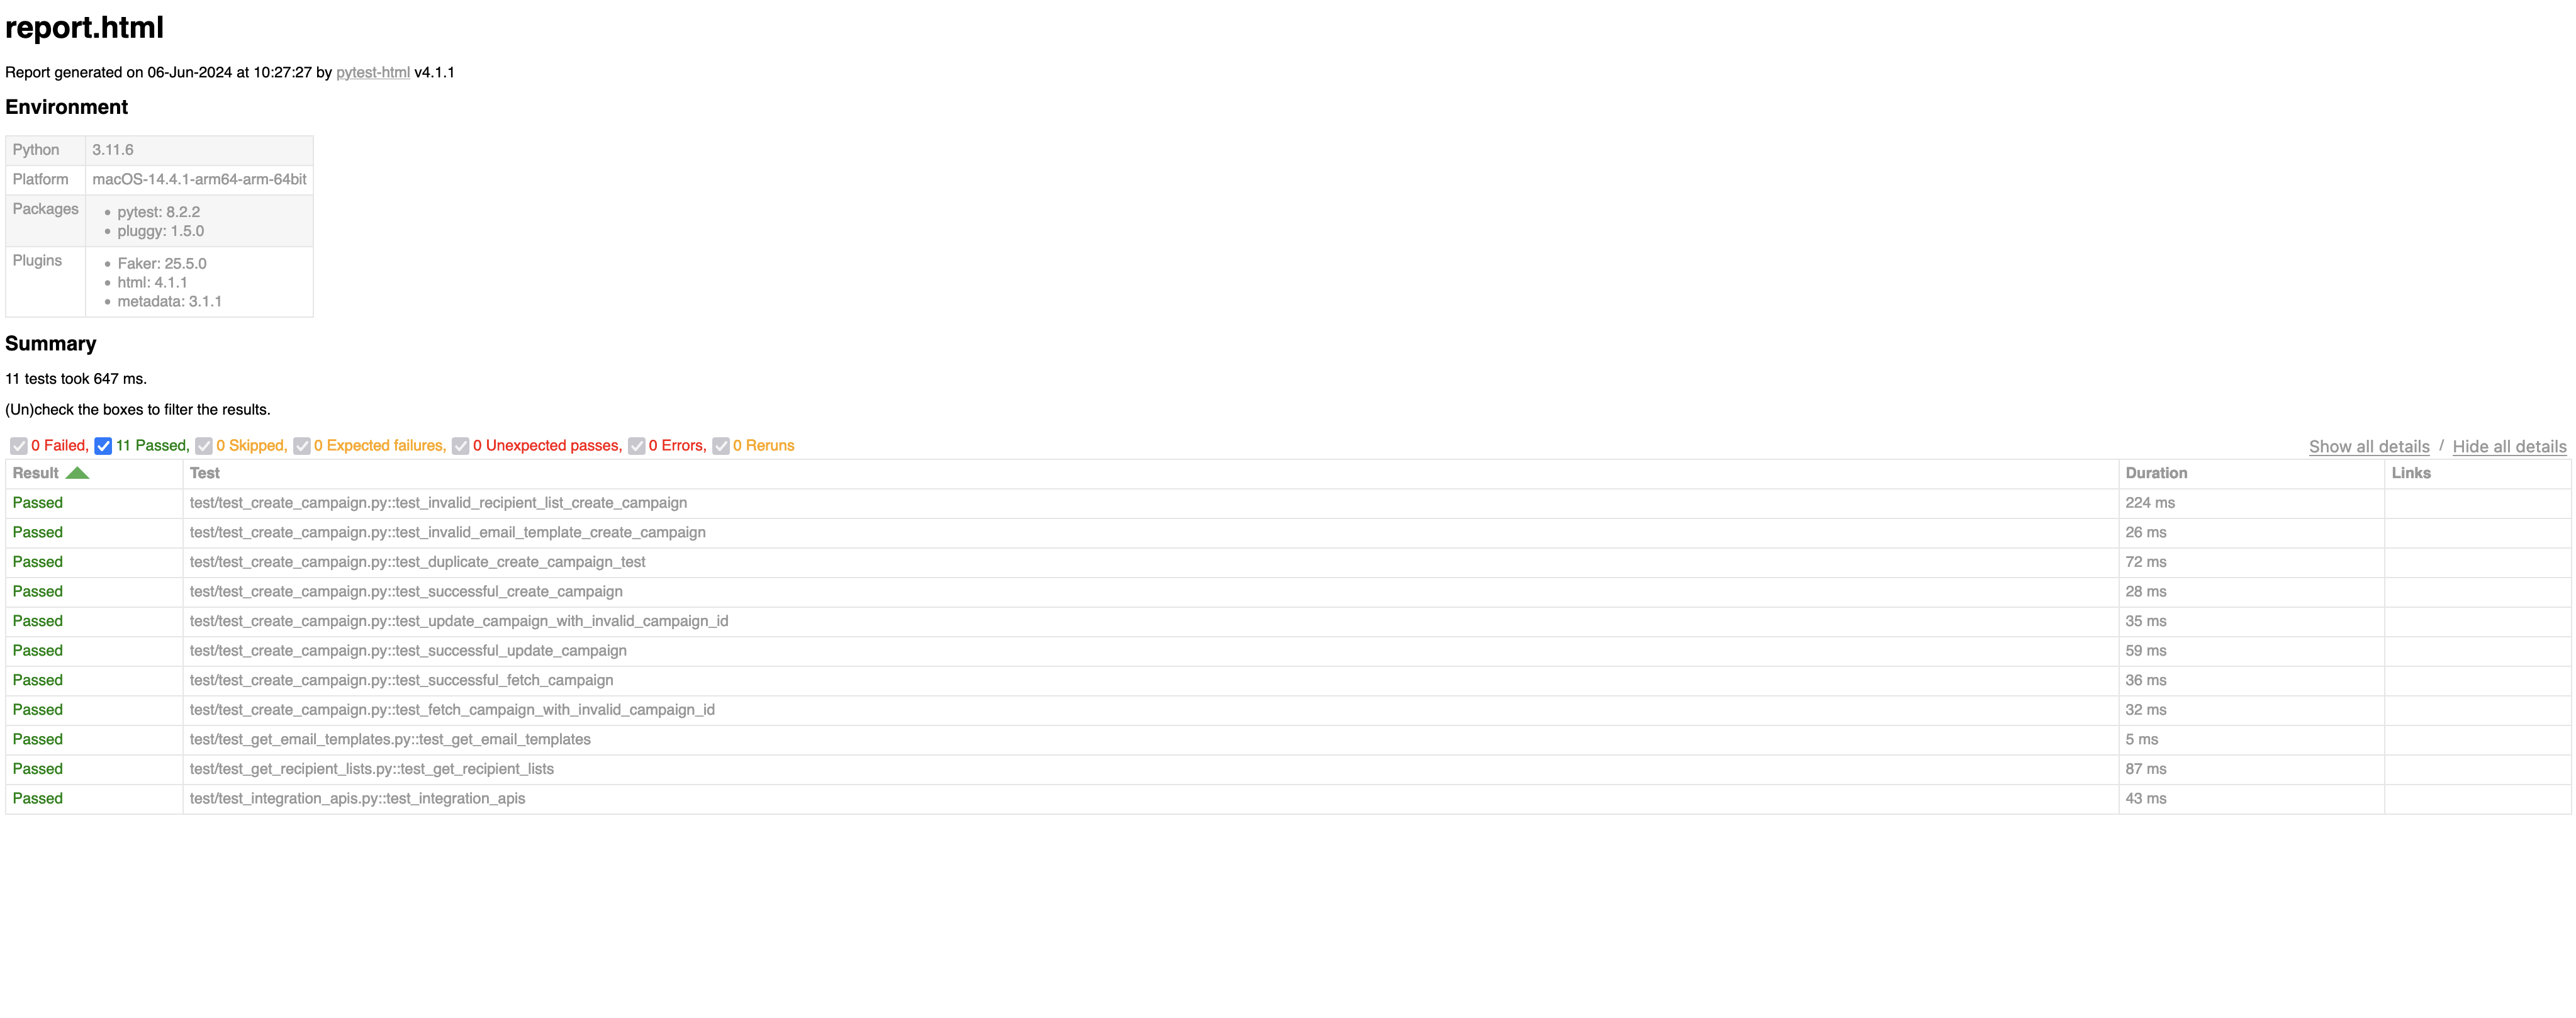 report.html
Report generated on 06-Jun-2024 at 10:27:27 by pytest-html v4.1.1
Environment
Python 3.11.6
Platform macOS-14.4.1-arm64-arm-64bit
Packages
• pytest: 8.2.2
• pluggy: 1.5.0
Plugins
• Faker: 25.5.0
• html: 4.1.1
• metadata: 3.1.1
Summary
11 tests took 647 ms.
(Un)check the boxes to filter the results.
0 Failed, 11 Passed, 0 Skipped, 0 Expected failures, 0 Unexpected passes, 0 Errors, 0 Reruns Show all details / Hide all details
Result Test Duration Links
Passed test/test_create_campaign.py::test_invalid_recipient_list_create_campaign 224 ms
Passed test/test_create_campaign.py::test_invalid_email_template_create_campaign 26 ms
Passed test/test_create_campaign.py::test_duplicate_create_campaign_test 72 ms
Passed test/test_create_campaign.py::test_successful_create_campaign 28 ms
Passed test/test_create_campaign.py::test_update_campaign_with_invalid_campaign_id 35 ms
Passed test/test_create_campaign.py::test_successful_update_campaign 59 ms
Passed test/test_create_campaign.py::test_successful_fetch_campaign 36 ms
Passed test/test_create_campaign.py::test_fetch_campaign_with_invalid_campaign_id 32 ms
Passed test/test_get_email_templates.py::test_get_email_templates 5 ms
Passed test/test_get_recipient_lists.py::test_get_recipient_lists 87 ms
Passed test/test_integration_apis.py::test_integration_apis 43 ms